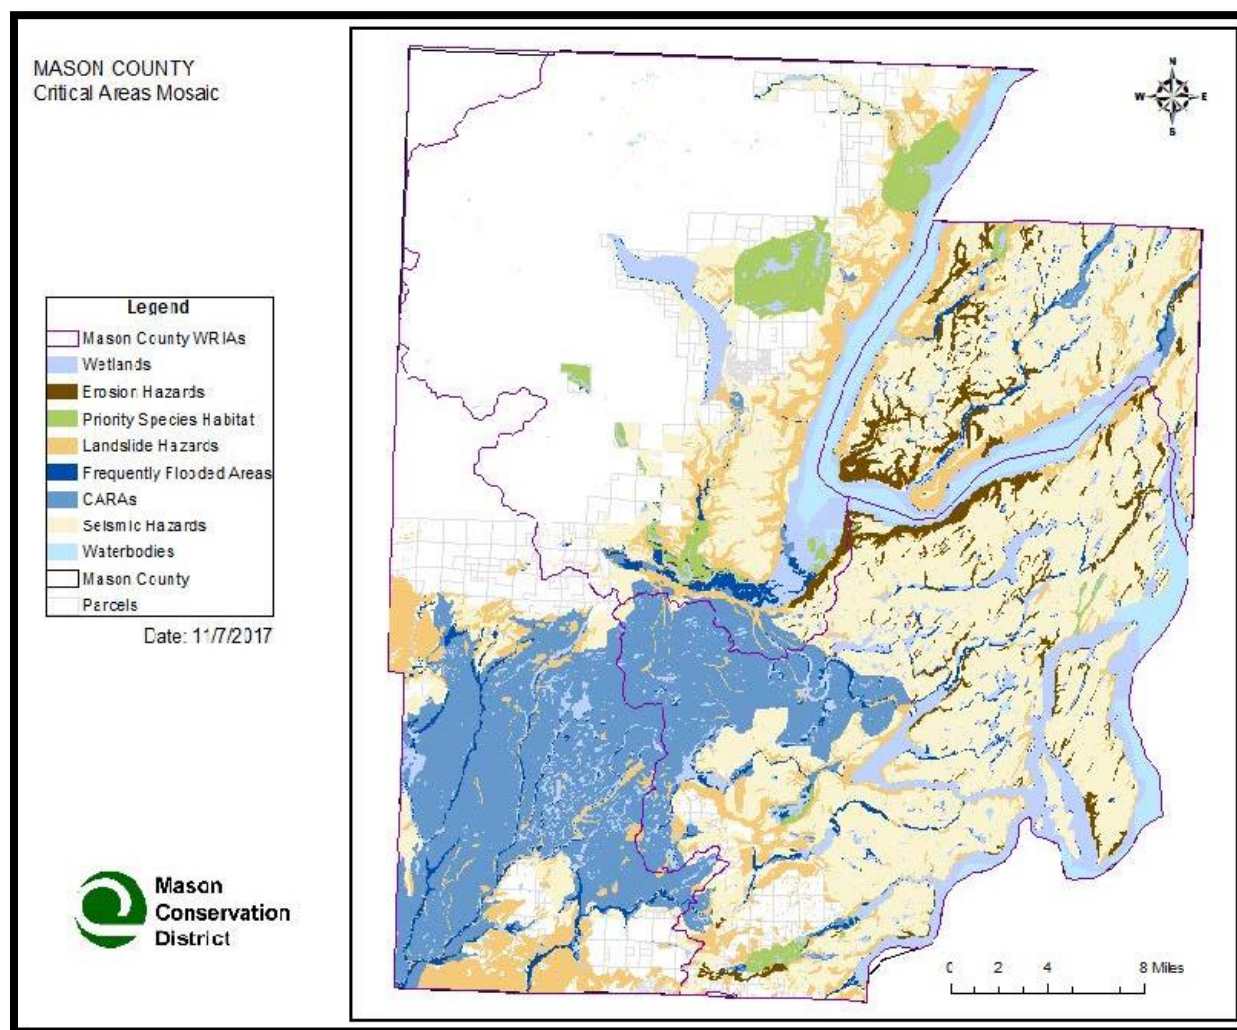 MASON COUNTY
Critical Areas Mosaic
Legend
Mason County WRIAs
Wetlands
Erosion Hazards
Priority Species Habitat
Landslide Hazards
Frequently Flooded Areas
CARAs
Seismic Hazards
Waterbodies
Mason County
Parcels
Date: 11/7/2017
Mason
Conservation
District
N
W E
S
0 2 4 8 Miles